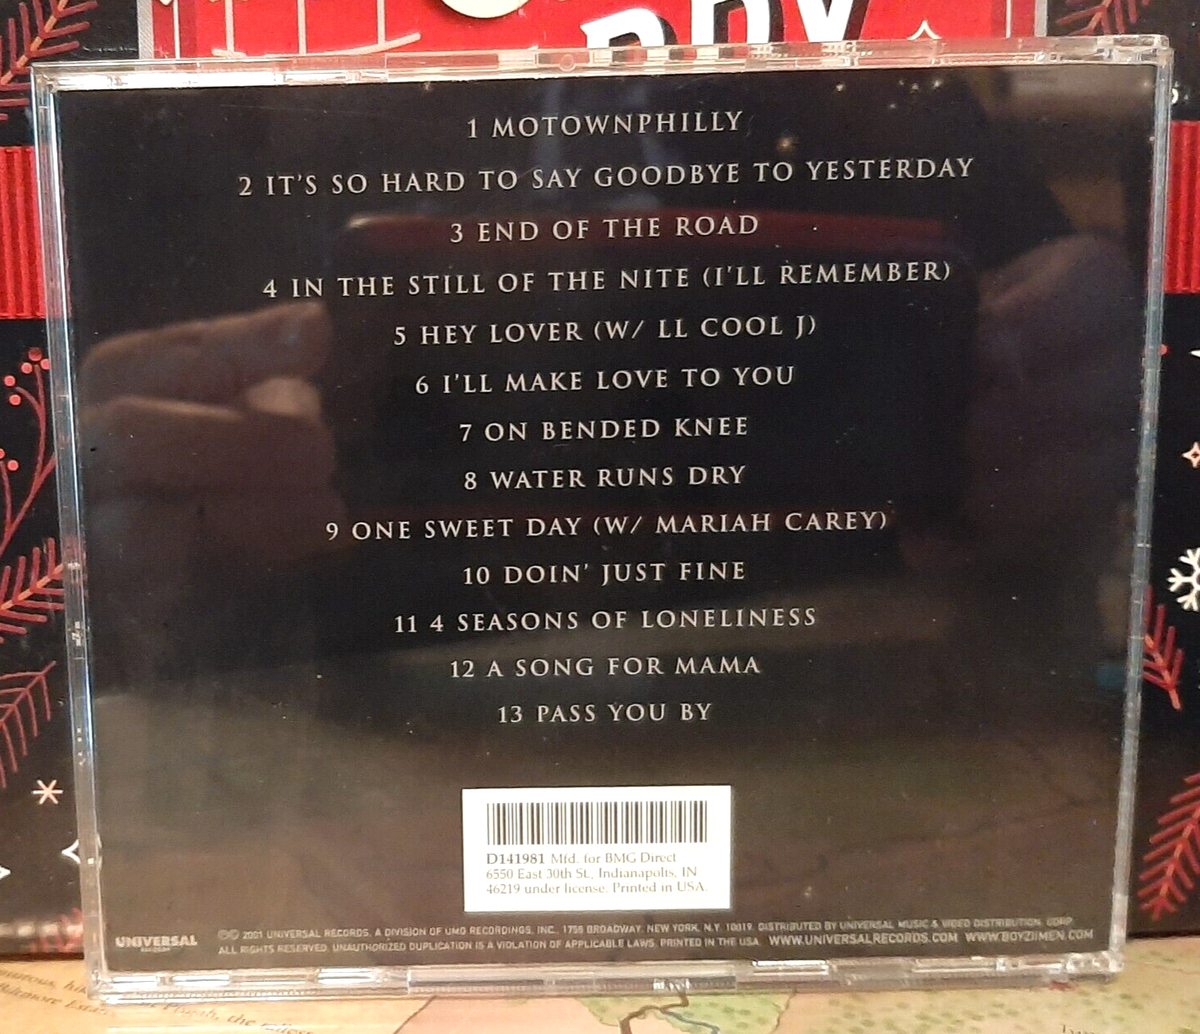 1 MOTOWNPHILLY
2 IT'S SO HARD TO SAY GOODBYE TO YESTERDAY
3 END OF THE ROAD
4 IN THE STILL OF THE NITE (I'LL REMEMBER)
5 HEY LOVER (W/ LL COOL J)
6 I'LL MAKE LOVE TO YOU
7 ON BENDED KNEE
8 WATER RUNS DRY
9 ONE SWEET DAY (W/ MARIAH CAREY)
10 DOIN' JUST FINE
11 4 SEASONS OF LONELINESS
12 A SONG FOR MAMA
13 PASS YOU BY
D141981 Mfd. for BMG Direct
6550 East 30th St., Indianapolis, IN
46219 under license. Printed in USA.
UNIVERSAL
RECORDS
℗© 2001 UNIVERSAL RECORDS, A DIVISION OF UMG RECORDINGS, INC., 1755 BROADWAY, NEW YORK, N.Y. 10019. DISTRIBUTED BY UNIVERSAL MUSIC & VIDEO DISTRIBUTION, CORP.
ALL RIGHTS RESERVED. UNAUTHORIZED DUPLICATION IS A VIOLATION OF APPLICABLE LAWS. PRINTED IN THE USA WWW.UNIVERSALRECORDS.COM WWW.BOYZIIMEN.COM